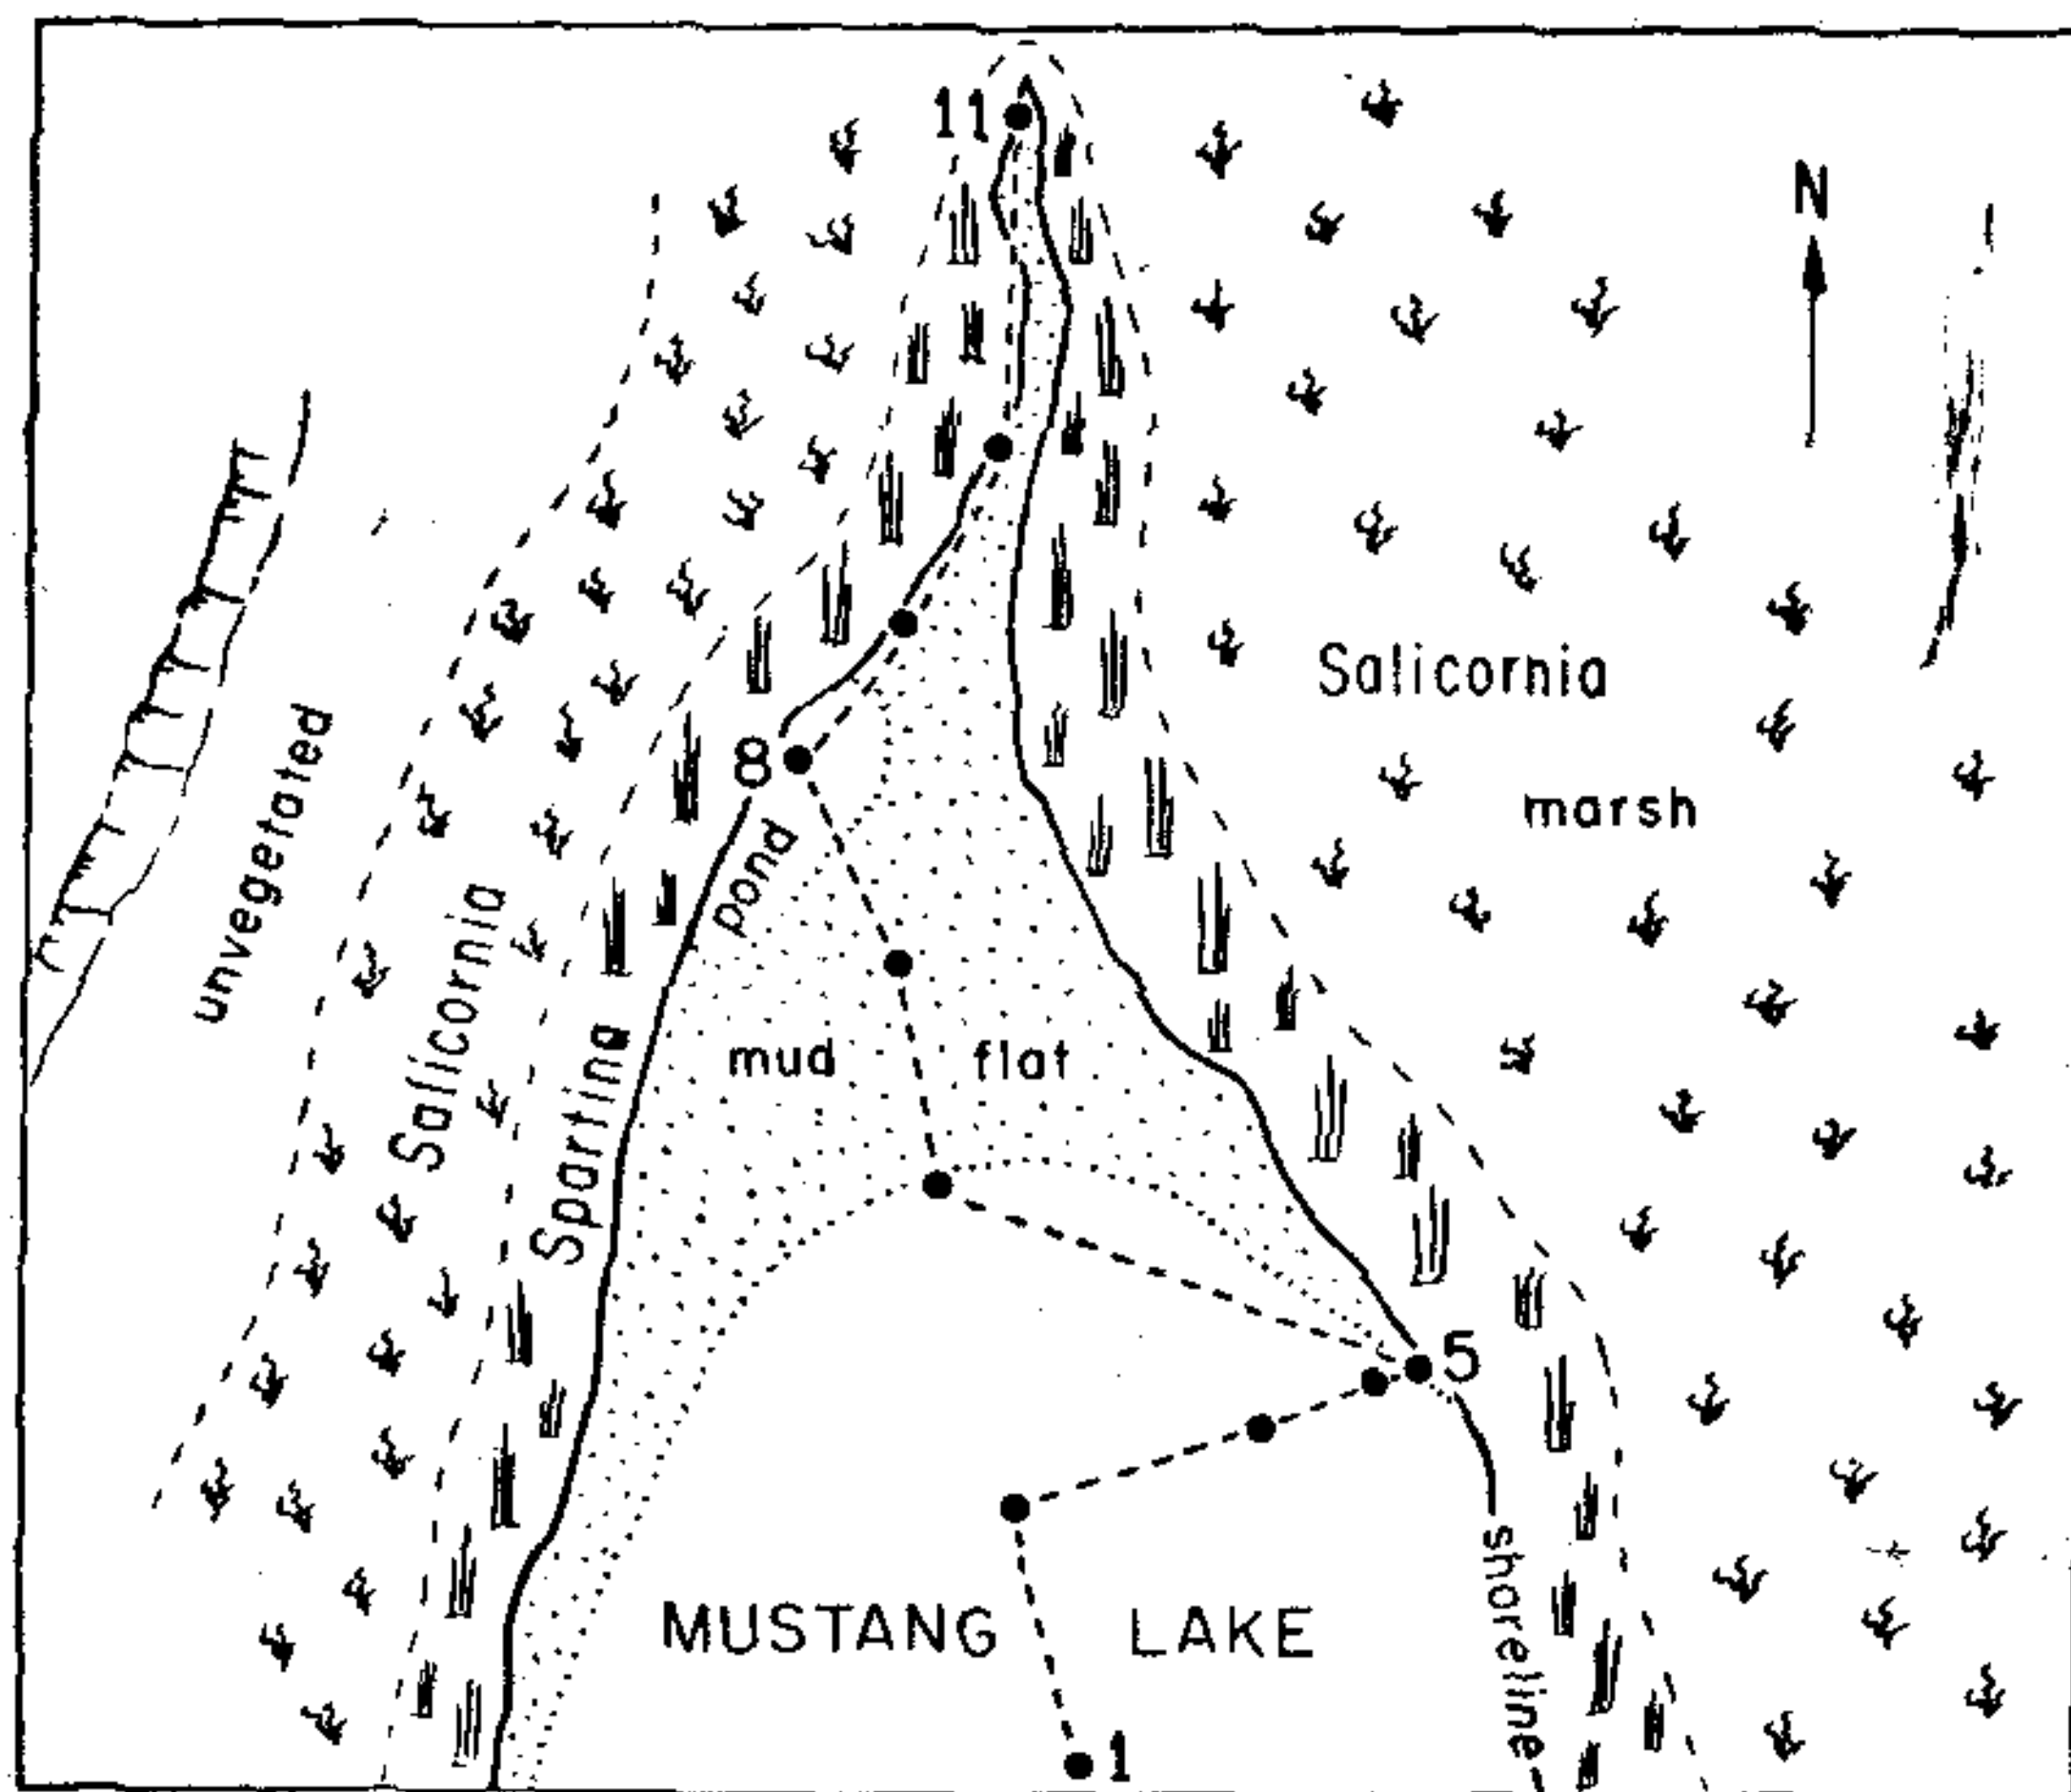 11
N
Salicornia
marsh
8
pond
unvegetated
Salicornia
Spartina
mud flat
5
MUSTANG LAKE
shoreline
1